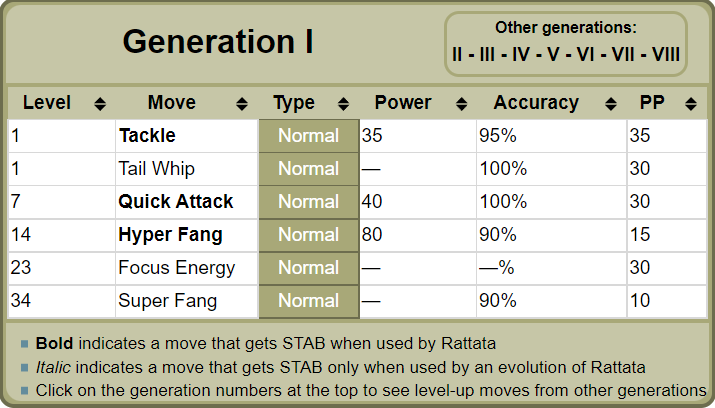 Generation I
Other generations:
II - III - IV - V - VI - VII - VIII
Level Move Type Power Accuracy PP
1 Tackle Normal 35 95% 35
1 Tail Whip Normal — 100% 30
7 Quick Attack Normal 40 100% 30
14 Hyper Fang Normal 80 90% 15
23 Focus Energy Normal — —% 30
34 Super Fang Normal — 90% 10
Bold indicates a move that gets STAB when used by Rattata
Italic indicates a move that gets STAB only when used by an evolution of Rattata
Click on the generation numbers at the top to see level-up moves from other generations